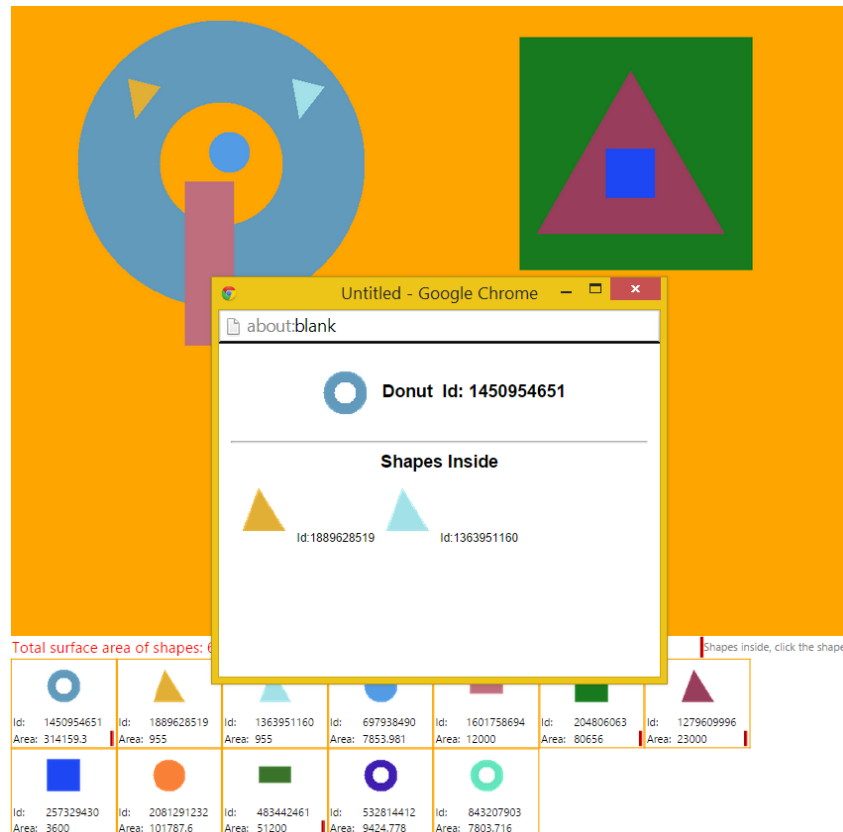 Untitled - Google Chrome
about:blank
Donut Id: 1450954651
Shapes Inside
Id:1889628519 Id:1363951160
Total surface area of shapes:
Shapes inside, click the shape
Id: 1450954651 Id: 1889628519 Id: 1363951160 Id: 697938490 Id: 1601758694 Id: 204806063 Id: 1279609996
Area: 314159.3 Area: 955 Area: 955 Area: 7853.981 Area: 12000 Area: 80656 Area: 23000
Id: 257329430 Id: 2081291232 Id: 483442461 Id: 532814412 Id: 843207903
Area: 3600 Area: 101787.6 Area: 51200 Area: 9424.778 Area: 7803.716